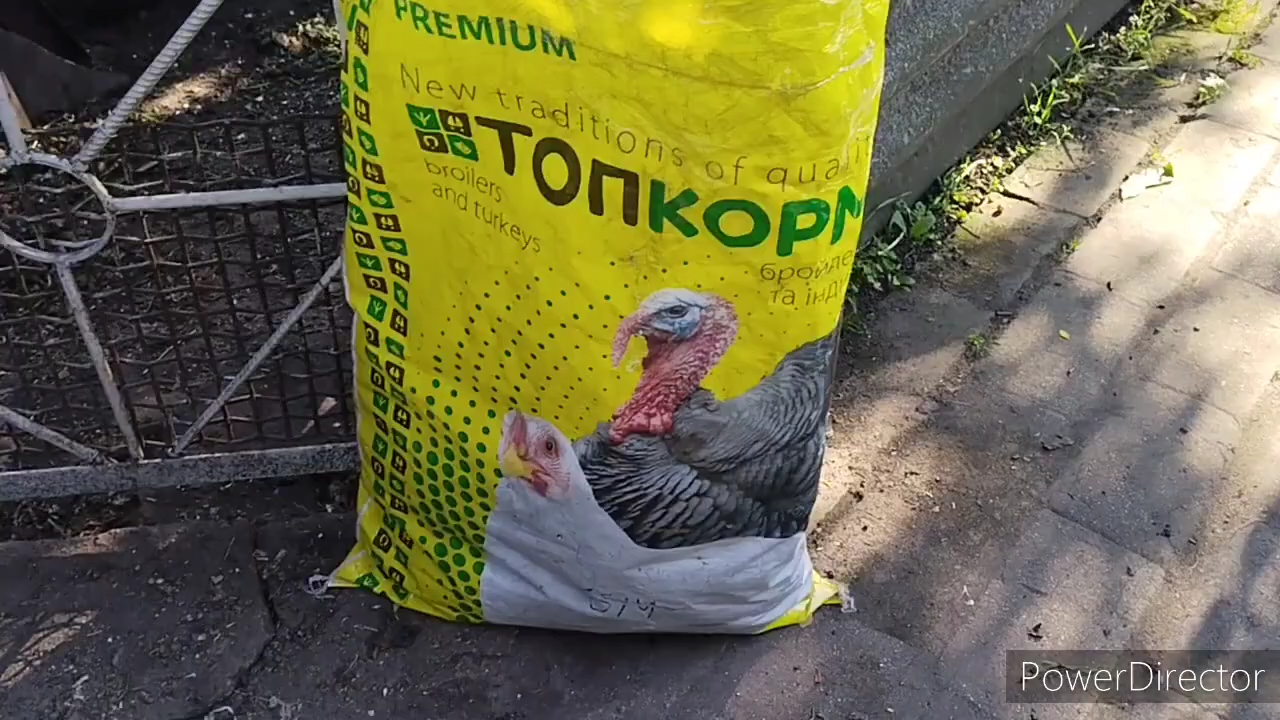 PREMIUM
New traditions of quali
ТОПКОРМ
broilers
and turkeys
бройле
та інд
PowerDirector